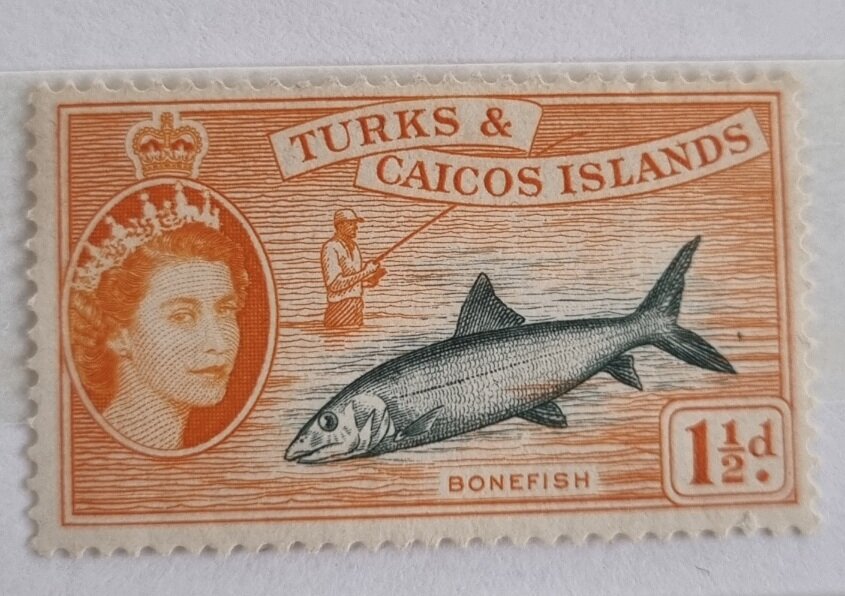 TURKS &
CAICOS ISLANDS
BONEFISH
1½d.